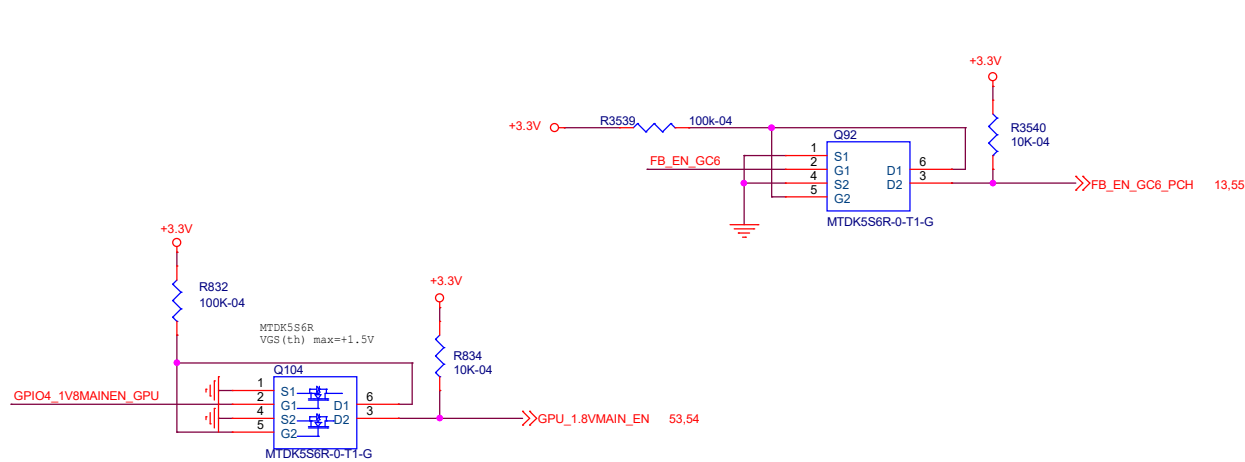 +3.3V
+3.3V
R3539
100k-04
R3540
10K-04
Q92
FB_EN_GC6
1
2
4
5
S1
G1
S2
G2
D1
D2
6
3
FB_EN_GC6_PCH 13,55
MTDK5S6R-0-T1-G
+3.3V
R832
100K-04
+3.3V
MTDK5S6R
VGS(th) max=+1.5V
R834
10K-04
Q104
GPIO4_1V8MAINEN_GPU
1
2
4
5
S1
G1
S2
G2
D1
D2
6
3
GPU_1.8VMAIN_EN 53,54
MTDK5S6R-0-T1-G